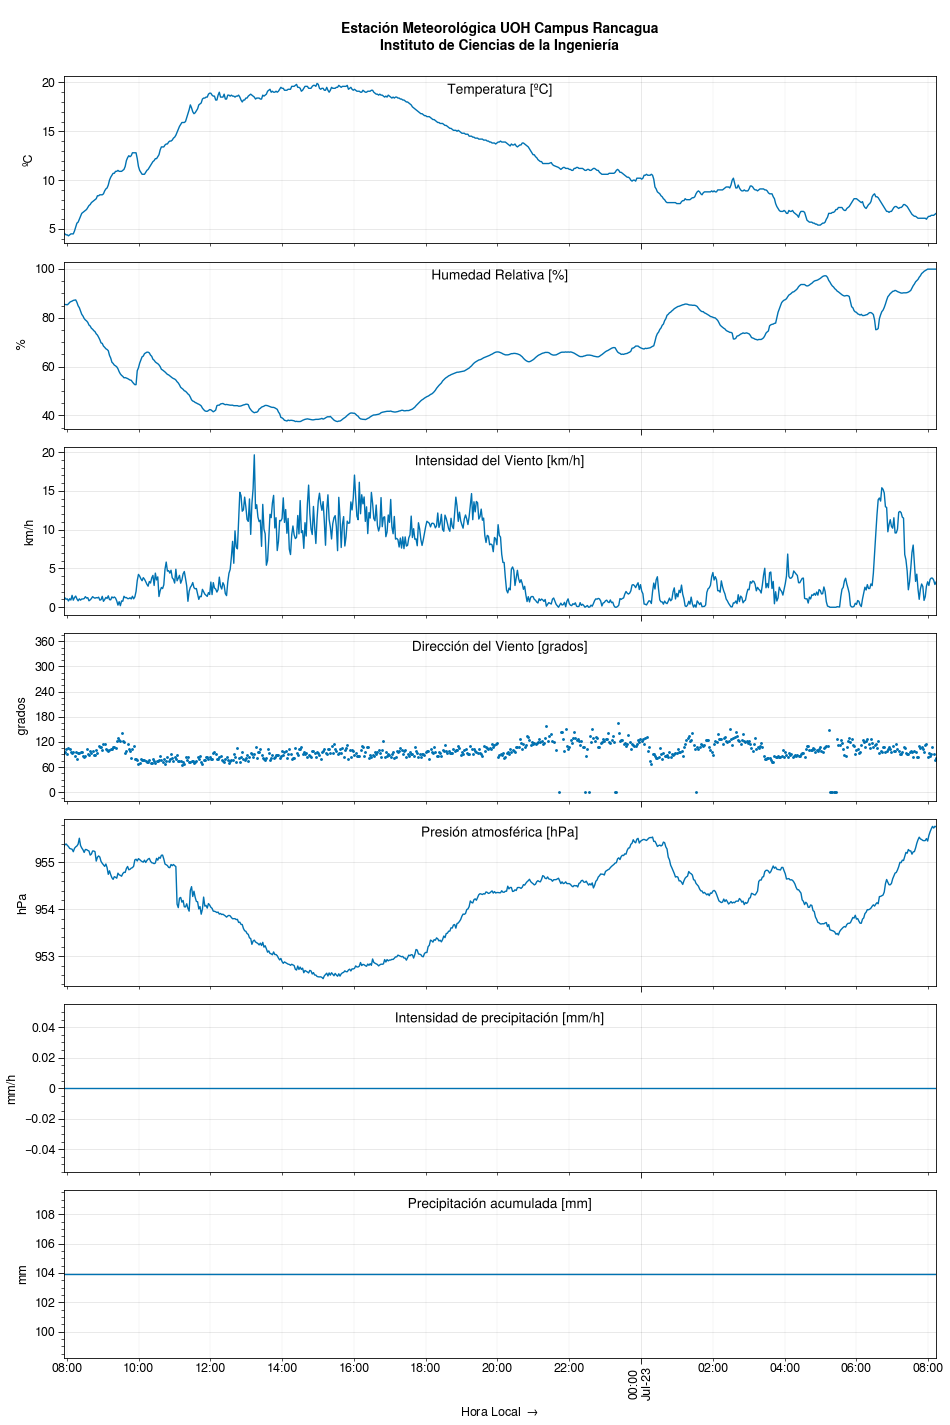 Estación Meteorológica UOH Campus Rancagua
Instituto de Ciencias de la Ingeniería
Temperatura [ºC]
ºC
20
15
10
5
Humedad Relativa [%]
%
100
80
60
40
Intensidad del Viento [km/h]
km/h
20
15
10
5
0
Dirección del Viento [grados]
grados
360
300
240
180
120
60
0
Presión atmosférica [hPa]
hPa
955
954
953
Intensidad de precipitación [mm/h]
mm/h
0.04
0.02
0
−0.02
−0.04
Precipitación acumulada [mm]
mm
108
106
104
102
100
08:00 10:00 12:00 14:00 16:00 18:00 20:00 22:00 00:00 02:00 04:00 06:00 08:00
Jul-23
Hora Local →